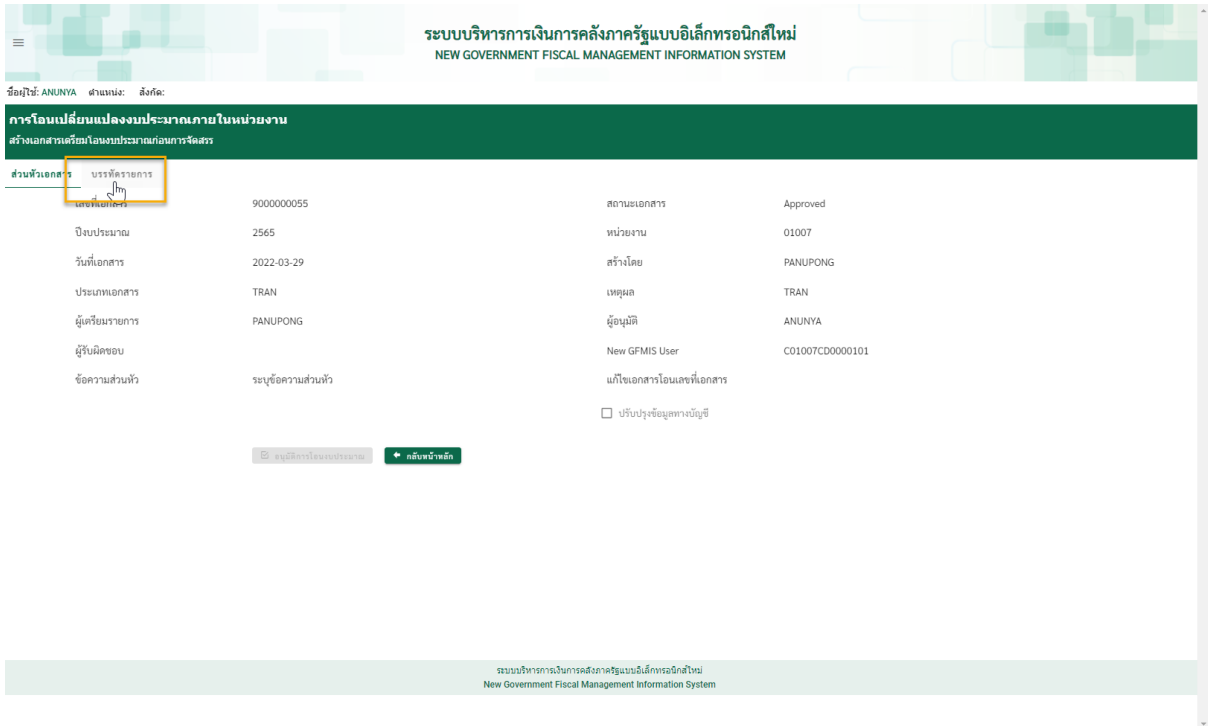 ระบบบริหารการเงินการคลังภาครัฐแบบอิเล็กทรอนิกส์ใหม่
NEW GOVERNMENT FISCAL MANAGEMENT INFORMATION SYSTEM
ชื่อผู้ใช้: ANUNYA ตำแหน่ง: สังกัด:
การโอนเปลี่ยนแปลงงบประมาณภายในหน่วยงาน
สร้างเอกสารเตรียมโอนงบประมาณก่อนการจัดสรร
ส่วนหัวเอกสาร บรรทัดรายการ
เลขที่เอกสาร 9000000055 สถานะเอกสาร Approved
ปีงบประมาณ 2565 หน่วยงาน 01007
วันที่เอกสาร 2022-03-29 สร้างโดย PANUPONG
ประเภทเอกสาร TRAN เหตุผล TRAN
ผู้เตรียมรายการ PANUPONG ผู้อนุมัติ ANUNYA
ผู้รับผิดชอบ New GFMIS User C01007CD0000101
ข้อความส่วนหัว ระบุข้อความส่วนหัว แก้ไขเอกสารโอนเลขที่เอกสาร
ปรับปรุงข้อมูลทางบัญชี
อนุมัติการโอนงบประมาณ กลับหน้าหลัก
ระบบบริหารการเงินการคลังภาครัฐแบบอิเล็กทรอนิกส์ใหม่
New Government Fiscal Management Information System